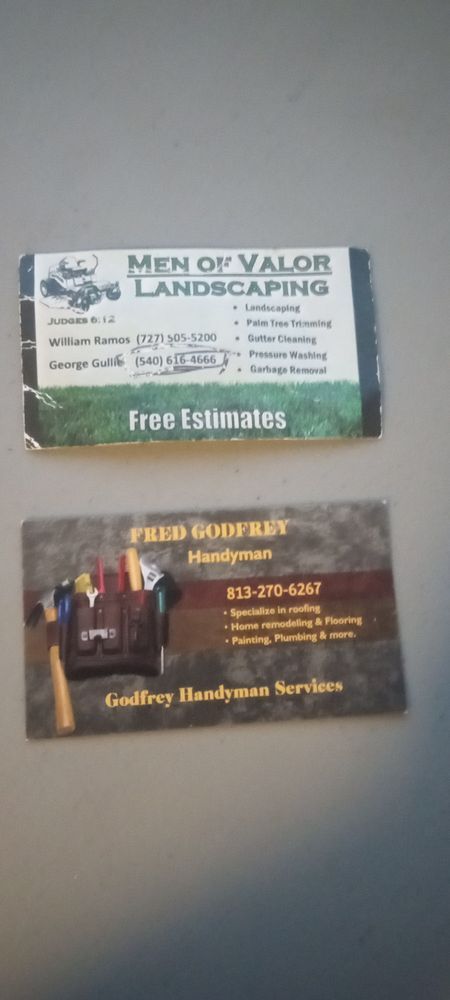 MEN OF VALOR
LANDSCAPING
JUDGES 6:12
William Ramos (727) 505-5200
George Gullie (540) 616-4666
• Landscaping
• Palm Tree Trimming
• Gutter Cleaning
• Pressure Washing
• Garbage Removal
Free Estimates
FRED GODFREY
Handyman
813-270-6267
• Specialize in roofing
• Home remodeling & Flooring
• Painting, Plumbing & more.
Godfrey Handyman Services